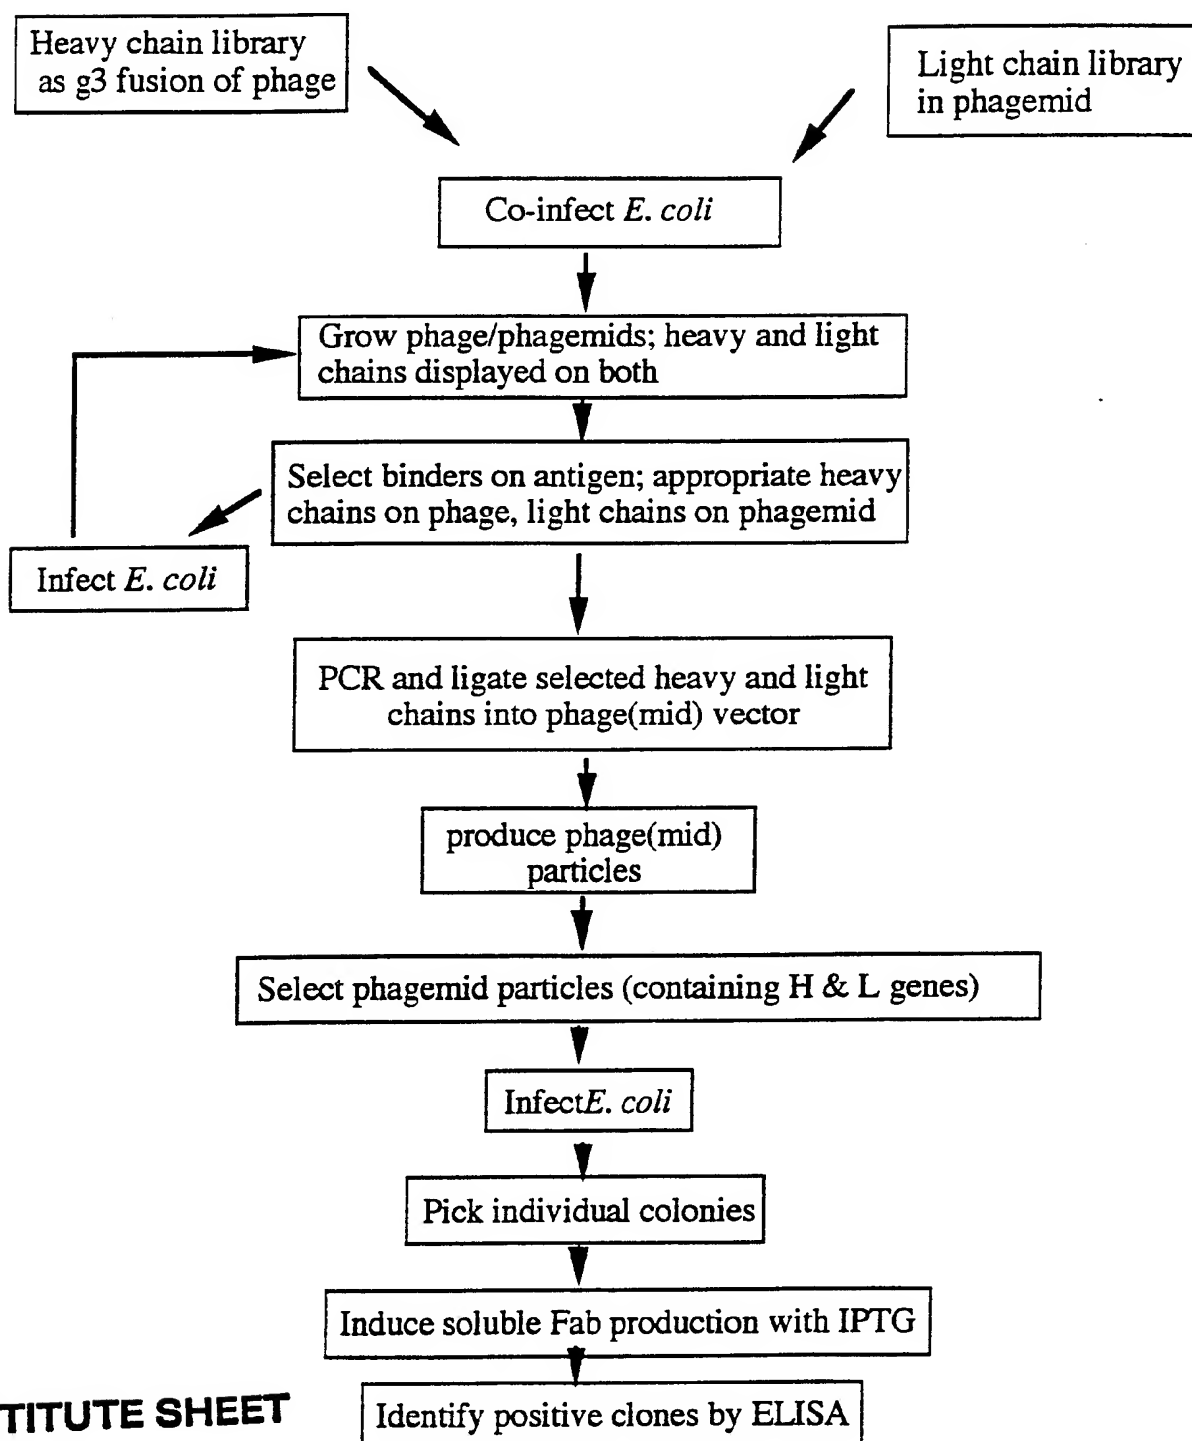 Heavy chain library
as g3 fusion of phage
Light chain library
in phagemid
Co-infect E. coli
Grow phage/phagemids; heavy and light
chains displayed on both
Select binders on antigen; appropriate heavy
chains on phage, light chains on phagemid
Infect E. coli
PCR and ligate selected heavy and light
chains into phage(mid) vector
produce phage(mid)
particles
Select phagemid particles (containing H & L genes)
InfectE. coli
Pick individual colonies
Induce soluble Fab production with IPTG
Identify positive clones by ELISA
TITUTE SHEET